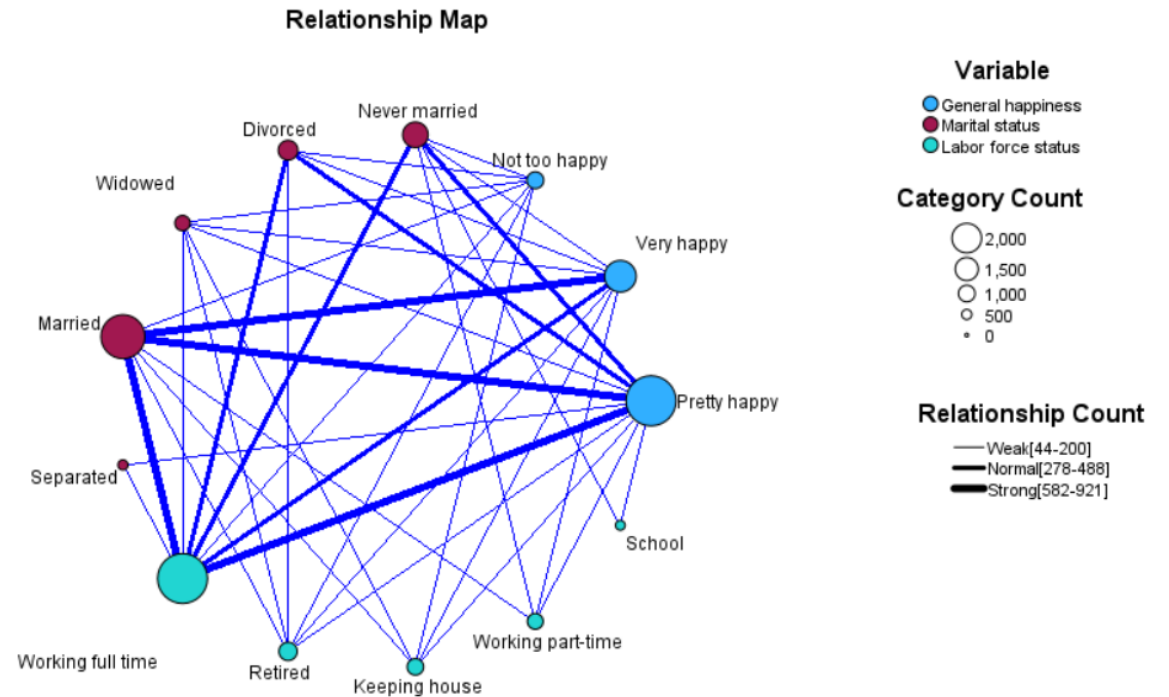 Relationship Map
Never married
Divorced
Not too happy
Widowed
Very happy
Married
Pretty happy
Separated
School
Working part-time
Working full time
Retired
Keeping house
Variable
General happiness
Marital status
Labor force status
Category Count
2,000
1,500
1,000
500
0
Relationship Count
Weak[44-200]
Normal[278-488]
Strong[582-921]